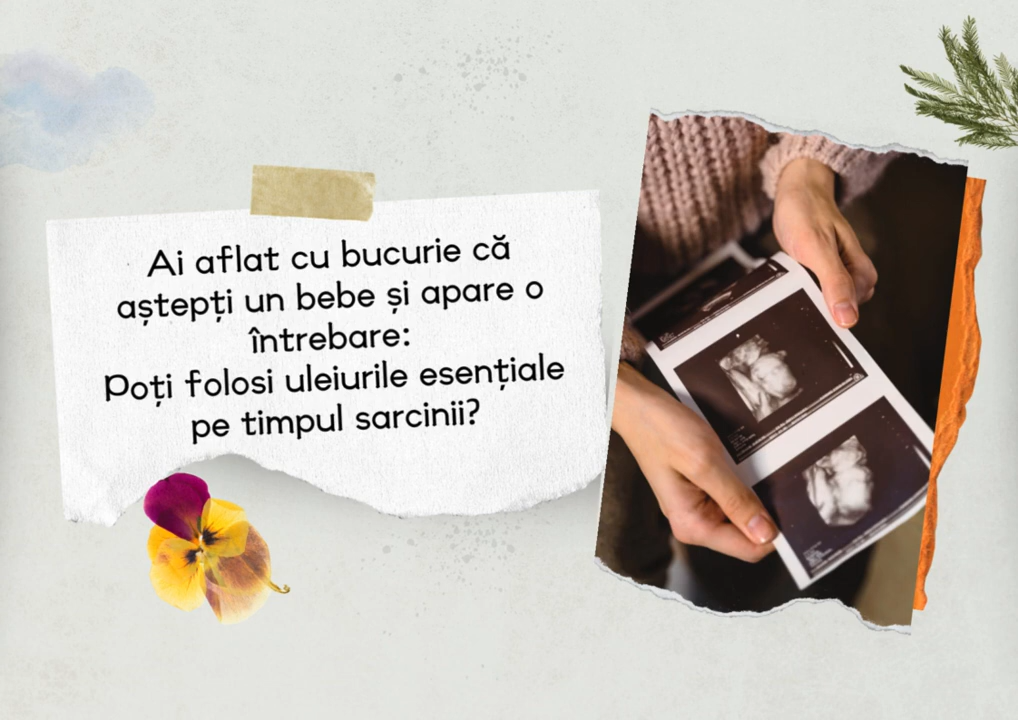 Ai aflat cu bucurie că
aștepți un bebe și apare o
întrebare:
Poți folosi uleiurile esențiale
pe timpul sarcinii?